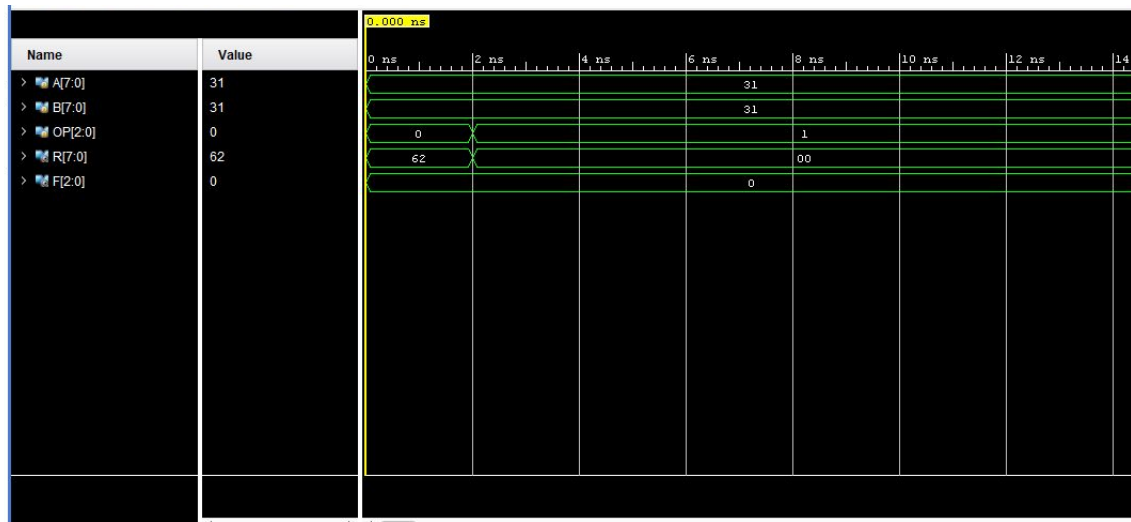 0.000 ns
Name Value
0 ns 2 ns 4 ns 6 ns 8 ns 10 ns 12 ns 14
> A[7:0] 31 31
> B[7:0] 31 31
> OP[2:0] 0 0 1
> R[7:0] 62 62 00
> F[2:0] 0 0